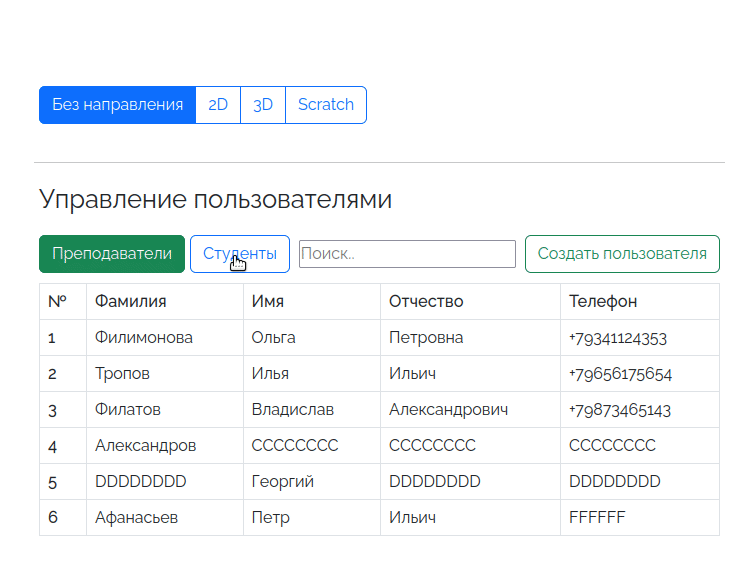 Без направления 2D 3D Scratch
Управление пользователями
Преподаватели Студенты Поиск.. Создать пользователя
№ Фамилия Имя Отчество Телефон
1 Филимонова Ольга Петровна +79341124353
2 Тропов Илья Ильич +79656175654
3 Филатов Владислав Александрович +79873465143
4 Александров СССССССС СССССССС СССССССС
5 DDDDDDDD Георгий DDDDDDDD DDDDDDDD
6 Афанасьев Петр Ильич FFFFFF